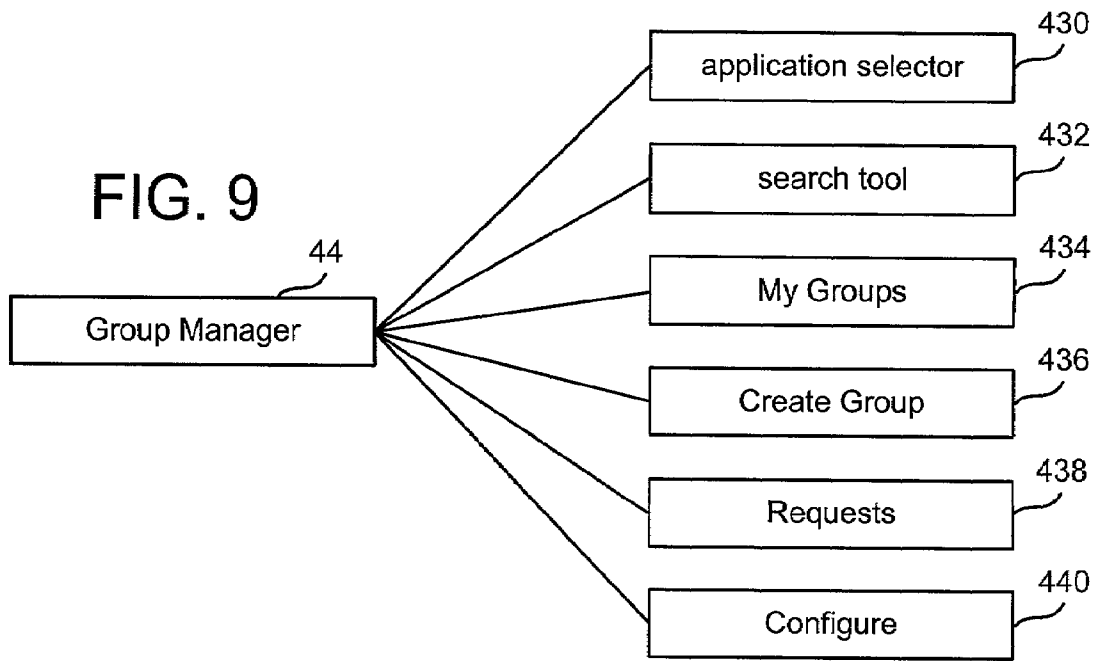 FIG. 9
44
Group Manager
430
application selector
432
search tool
434
My Groups
436
Create Group
438
Requests
440
Configure